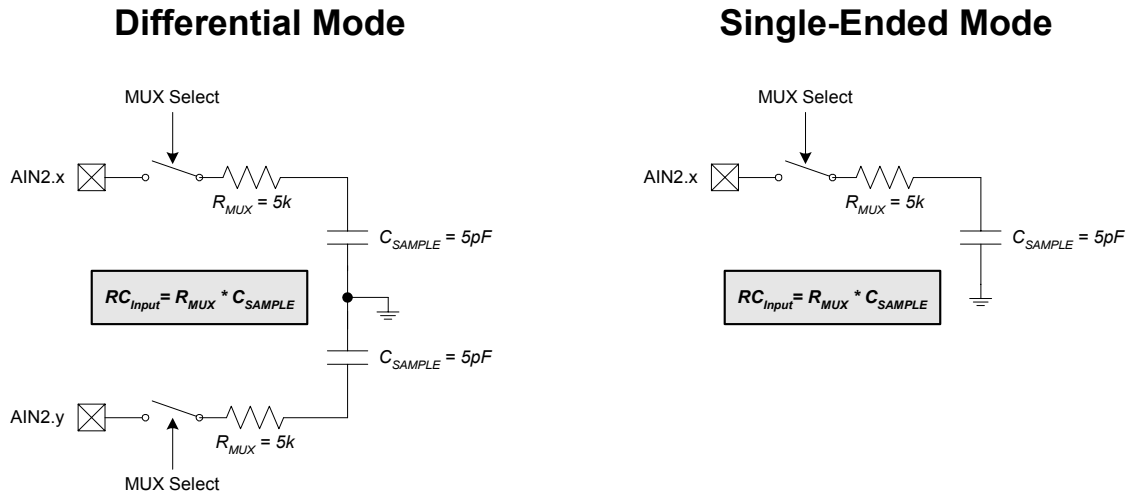 Differential Mode
MUX Select
AIN2.x
R_MUX = 5k
C_SAMPLE = 5pF
RC_Input= R_MUX * C_SAMPLE
C_SAMPLE = 5pF
AIN2.y
R_MUX = 5k
MUX Select
Single-Ended Mode
MUX Select
AIN2.x
R_MUX = 5k
C_SAMPLE = 5pF
RC_Input= R_MUX * C_SAMPLE